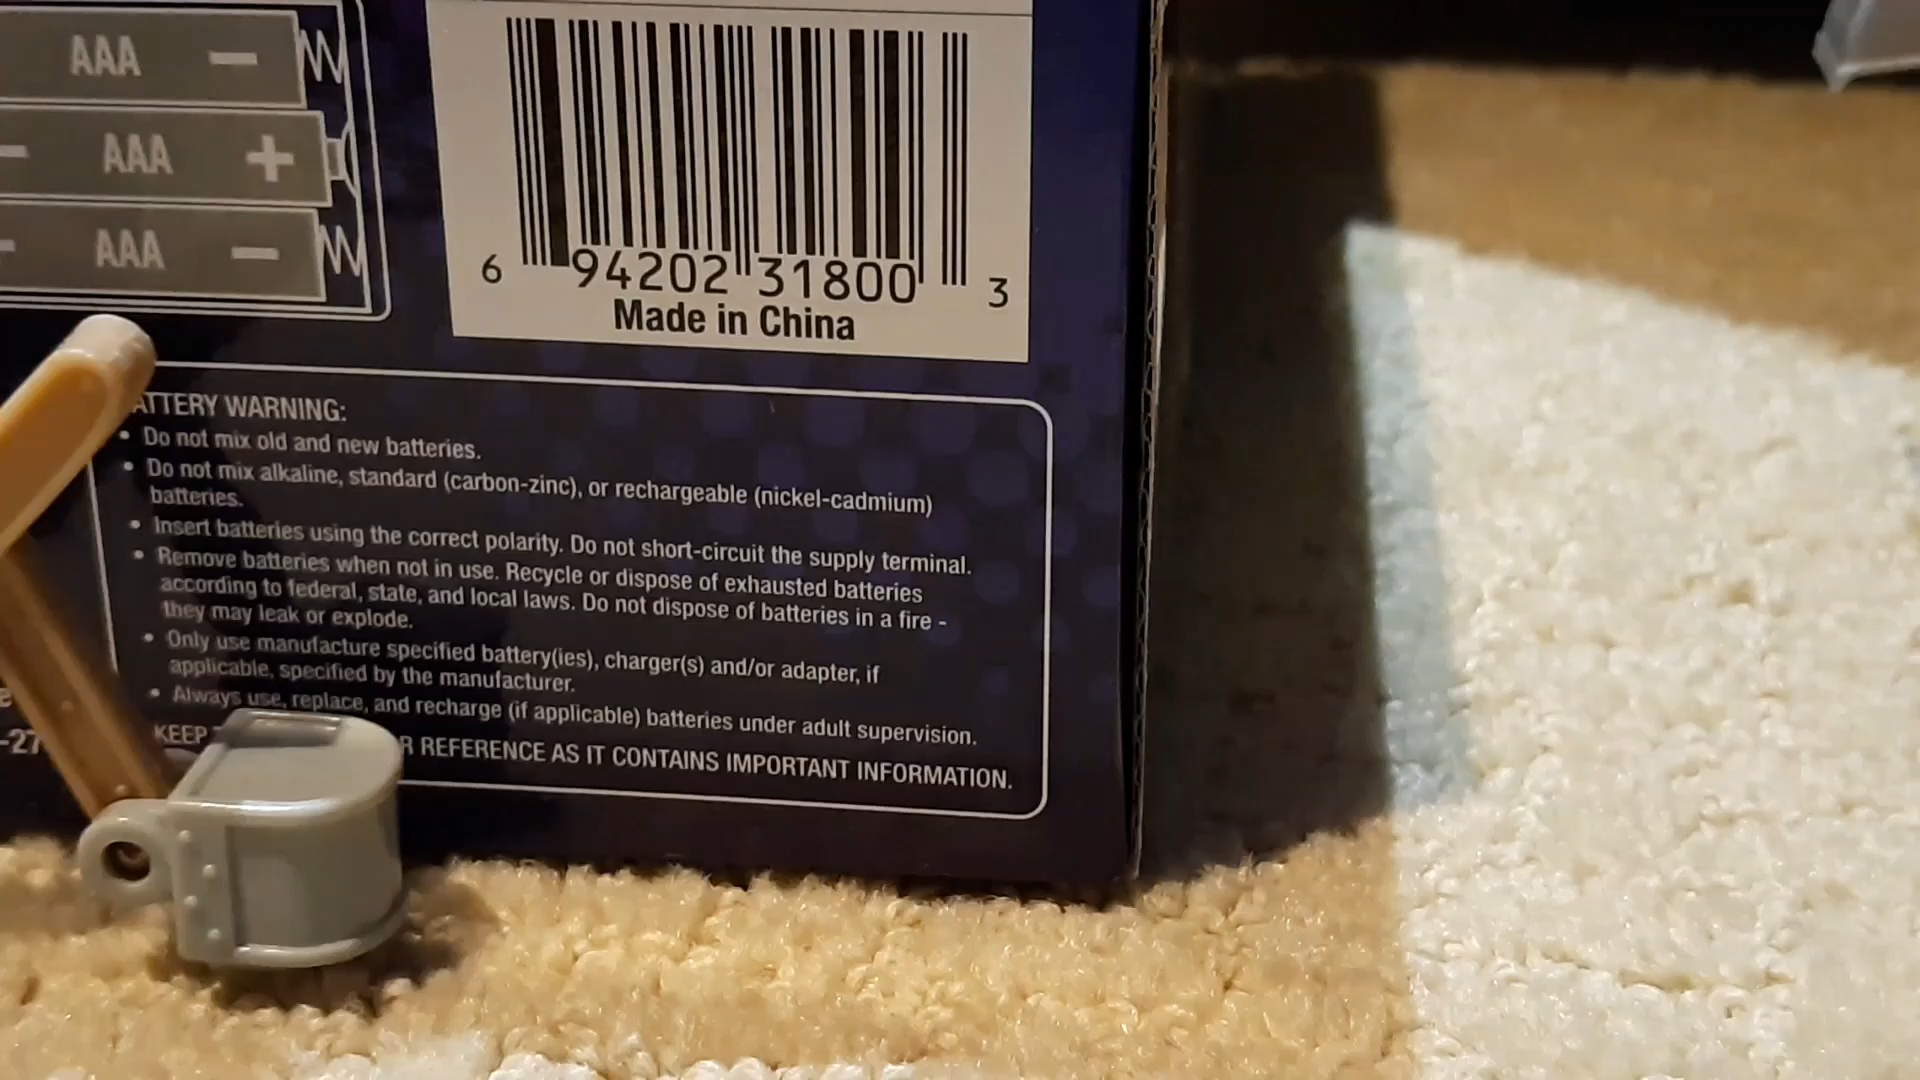 AAA −
− AAA +
− AAA −
6 94202 31800 3
Made in China
ATTERY WARNING:
• Do not mix old and new batteries.
• Do not mix alkaline, standard (carbon-zinc), or rechargeable (nickel-cadmium)
batteries.
• Insert batteries using the correct polarity. Do not short-circuit the supply terminal.
• Remove batteries when not in use. Recycle or dispose of exhausted batteries
according to federal, state, and local laws. Do not dispose of batteries in a fire -
they may leak or explode.
• Only use manufacture specified battery(ies), charger(s) and/or adapter, if
applicable, specified by the manufacturer.
• Always use, replace, and recharge (if applicable) batteries under adult supervision.
-27
KEEP R REFERENCE AS IT CONTAINS IMPORTANT INFORMATION.